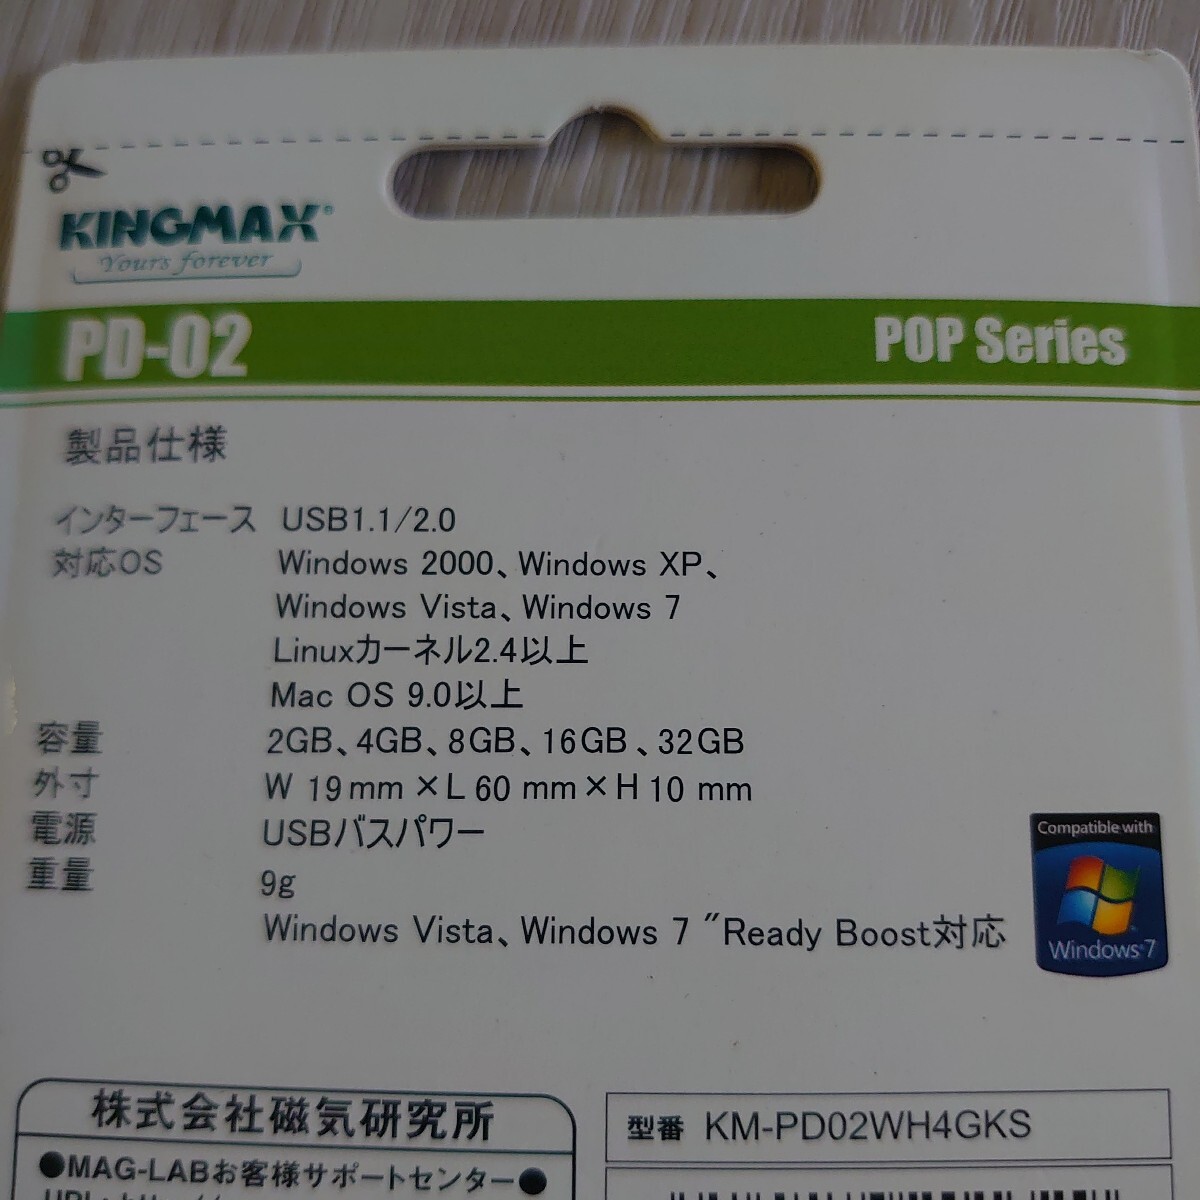 KINGMAX®
Yours forever
PD-02
POP Series
製品仕様
インターフェース USB1.1/2.0
対応OS Windows 2000、Windows XP、
Windows Vista、Windows 7
Linuxカーネル2.4以上
Mac OS 9.0以上
容量 2GB、4GB、8GB、16GB 、32GB
外寸 W 19mm ×L 60 mm×H 10 mm
電源 USBバスパワー
重量 9g
Windows Vista、Windows 7 "Ready Boost対応
Compatible with
Windows 7
株式会社磁気研究所
●MAG-LABお客様サポートセンター●
型番 KM-PD02WH4GKS